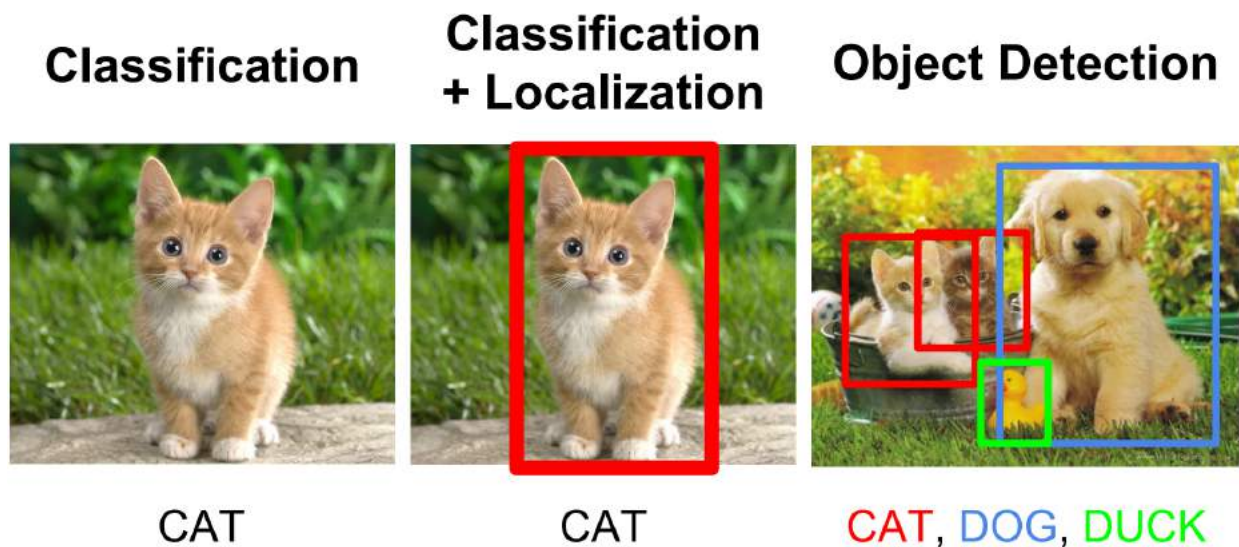 Classification
Classification
+ Localization
Object Detection
CAT
CAT
CAT, DOG, DUCK